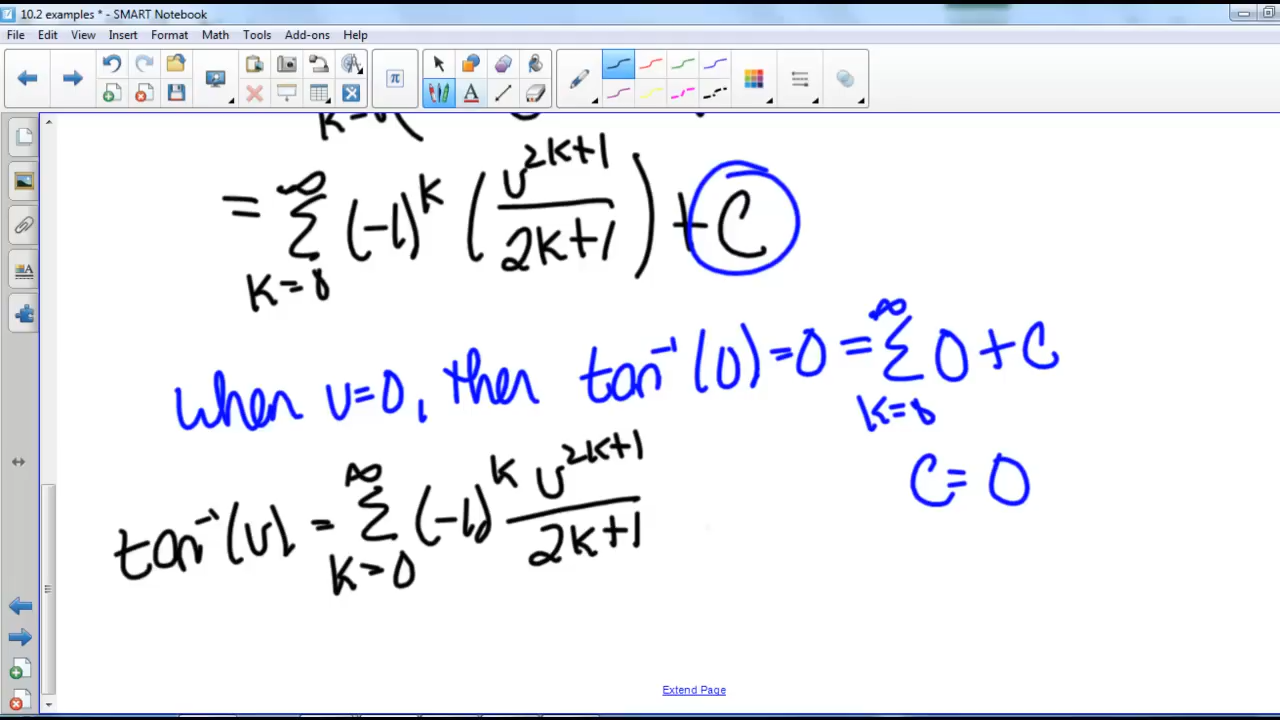 10.2 examples * - SMART Notebook
File Edit View Insert Format Math Tools Add-ons Help
= ∞ Σ k=0 (-1)^k ( u^{2k+1} / 2k+1 ) + C
when u=0, then tan^{-1}(0) = 0 = ∞ Σ k=0 0 + C
C = 0
tan^{-1}(u) = ∞ Σ k=0 (-1)^k u^{2k+1} / 2k+1
Extend Page